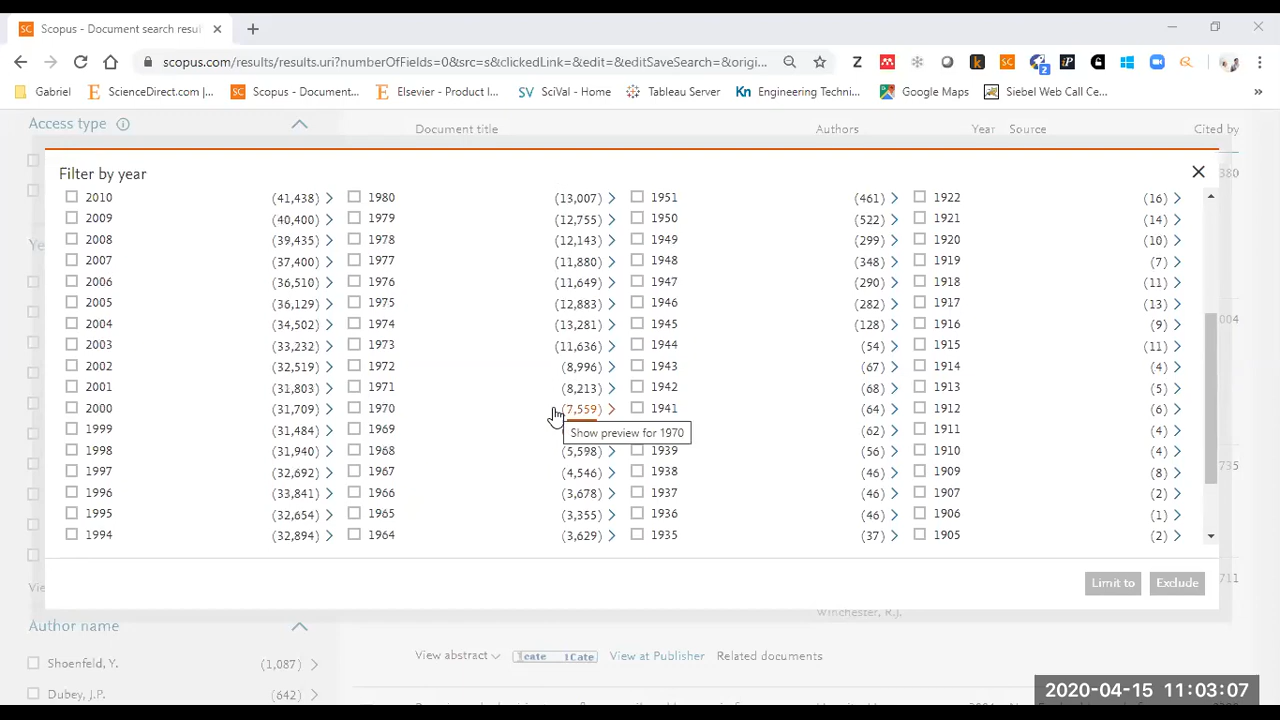 Scopus - Document search resul
scopus.com/results/results.uri?numberOfFields=0&src=s&clickedLink=&edit=&editSaveSearch=&origi...
2
Gabriel ScienceDirect.com |... Scopus - Document... Elsevier - Product I... SciVal - Home Tableau Server Kn Engineering Techni... Google Maps Siebel Web Call Ce... »
Access type
Document title Authors Year Source Cited by
380
Filter by year
2010 (41,438) 1980 (13,007) 1951 (461) 1922 (16)
2009 (40,400) 1979 (12,755) 1950 (522) 1921 (14)
2008 (39,435) 1978 (12,143) 1949 (299) 1920 (10)
2007 (37,400) 1977 (11,880) 1948 (348) 1919 (7)
2006 (36,510) 1976 (11,649) 1947 (290) 1918 (11)
2005 (36,129) 1975 (12,883) 1946 (282) 1917 (13)
2004 (34,502) 1974 (13,281) 1945 (128) 1916 (9)
2003 (33,232) 1973 (11,636) 1944 (54) 1915 (11)
2002 (32,519) 1972 (8,996) 1943 (67) 1914 (4)
2001 (31,803) 1971 (8,213) 1942 (68) 1913 (5)
2000 (31,709) 1970 (7,559) 1941 (64) 1912 (6)
1999 (31,484) 1969 (62) 1911 (4)
Show preview for 1970
1998 (31,940) 1968 (5,598) 1939 (56) 1910 (4)
1997 (32,692) 1967 (4,546) 1938 (46) 1909 (8)
1996 (33,841) 1966 (3,678) 1937 (46) 1907 (2)
1995 (32,654) 1965 (3,355) 1936 (46) 1906 (1)
1994 (32,894) 1964 (3,629) 1935 (37) 1905 (2)
Ye
004
735
711
Limit to Exclude
Vie
Winchester, R.J.
Author name
View abstract View at Publisher Related documents
Shoenfeld, Y. (1,087)
Dubey, J.P. (642)
2020-04-15 11:03:07